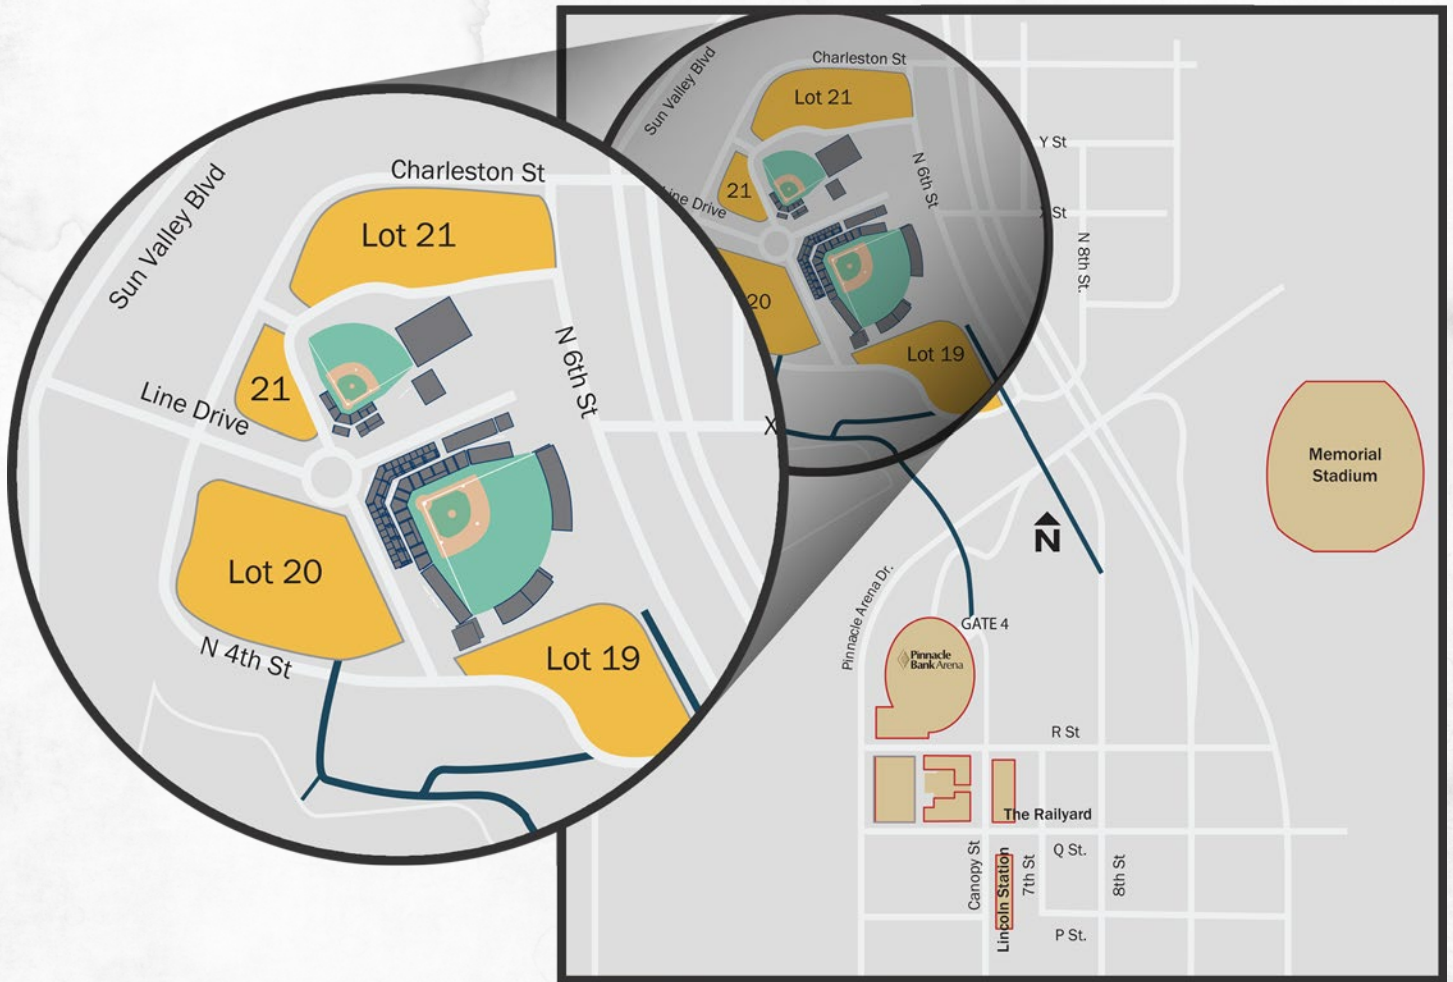 Charleston St
Sun Valley Blvd
Lot 21
21
Line Drive
N 6th St
Lot 20
N 4th St
Lot 19
X
Charleston St
Sun Valley Blvd
Lot 21
21
Line Drive
N 6th St
20
Lot 19
Y St
X St
N 8th St.
Memorial
Stadium
N
Pinnacle Arena Dr.
GATE 4
Pinnacle
Bank Arena
R St
The Railyard
Q St.
Canopy St
Lincoln Station
7th St
8th St
P St.